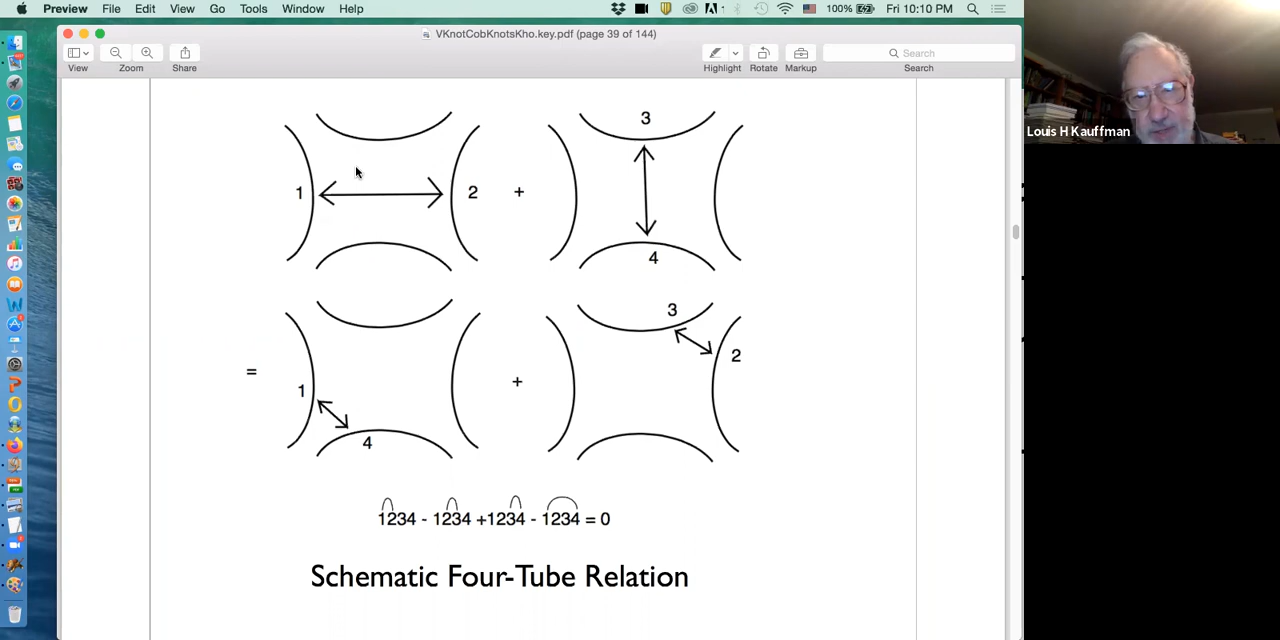 Preview File Edit View Go Tools Window Help 100% Fri 10:10 PM
VKnotCobKnotsKho.key.pdf (page 39 of 144)
View Zoom Share Highlight Rotate Markup Search
Search
Louis H Kauffman
3
1 2 +
4
3
= 1 + 2
4
1234 - 1234 +1234 - 1234 = 0
Schematic Four-Tube Relation